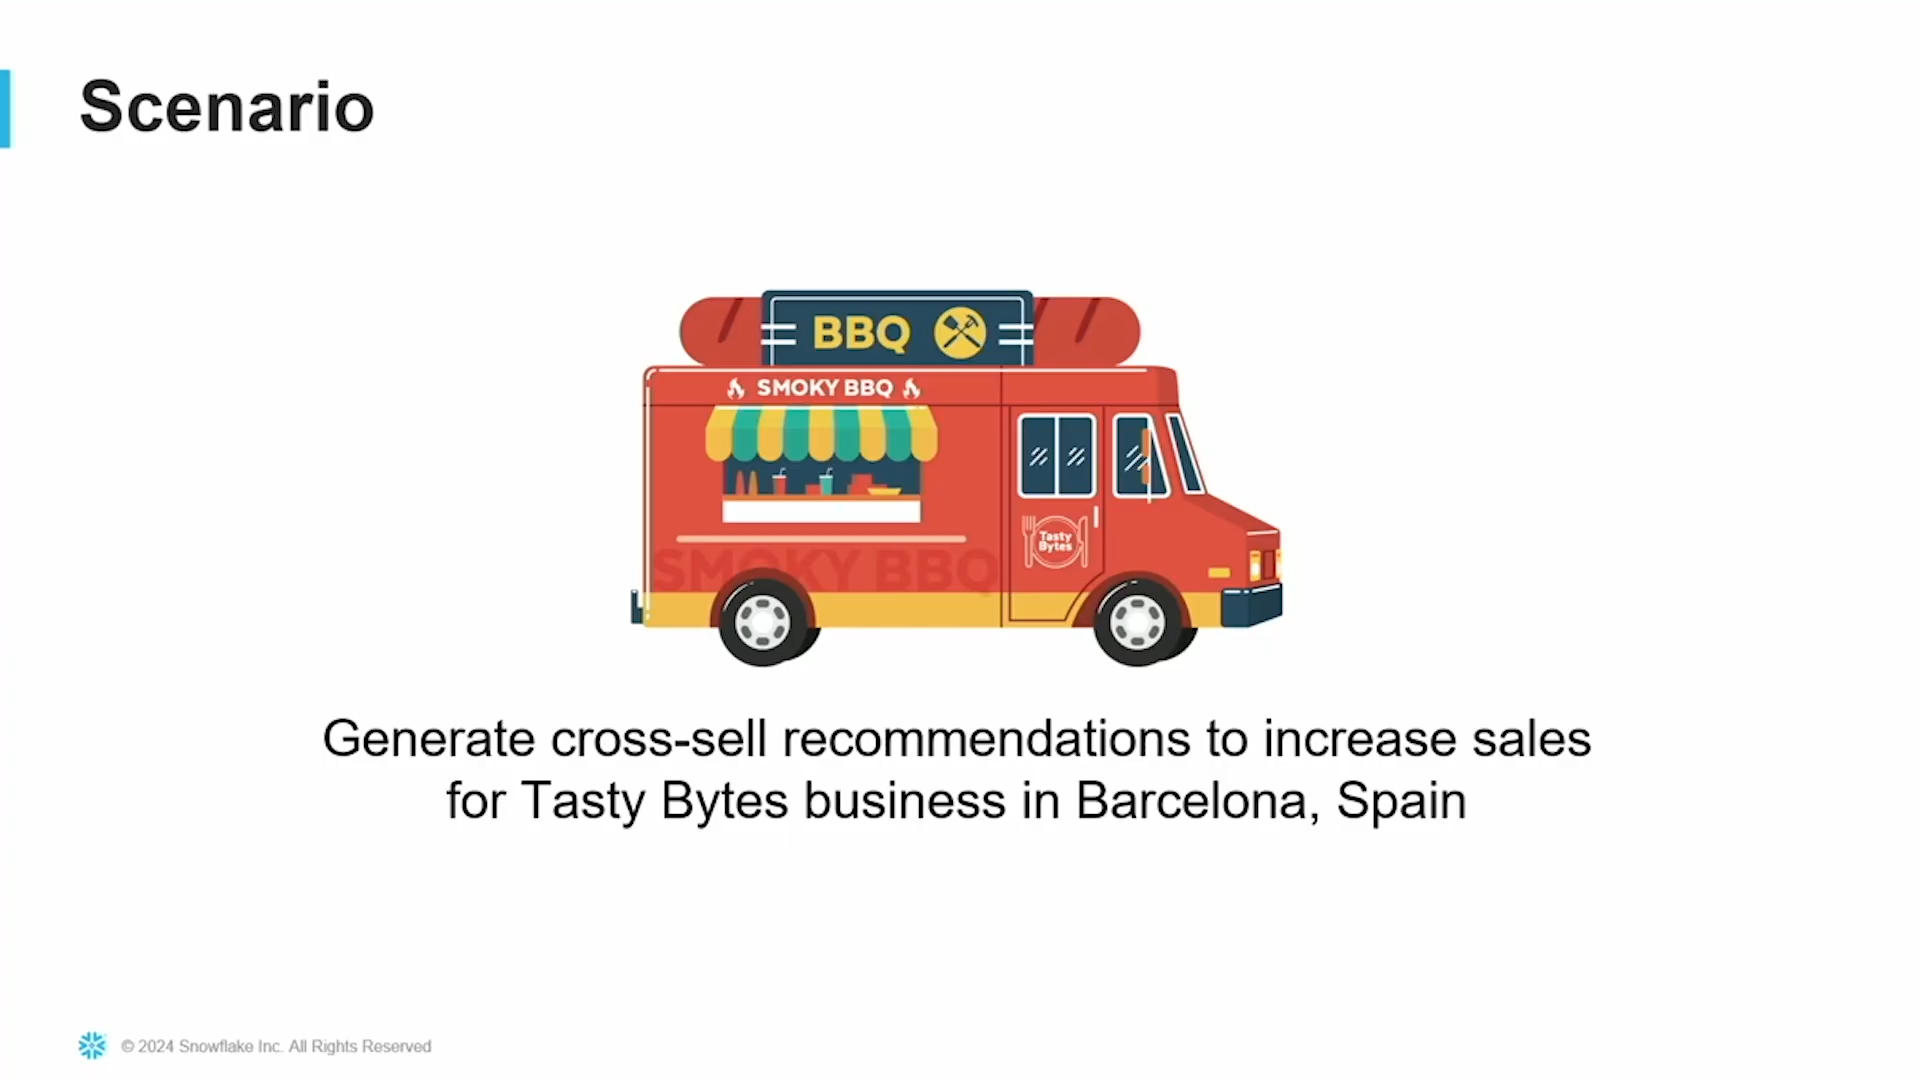 Scenario
BBQ
SMOKY BBQ
Tasty
Bytes
SMOKY BBQ
Generate cross-sell recommendations to increase sales
for Tasty Bytes business in Barcelona, Spain
© 2024 Snowflake Inc. All Rights Reserved